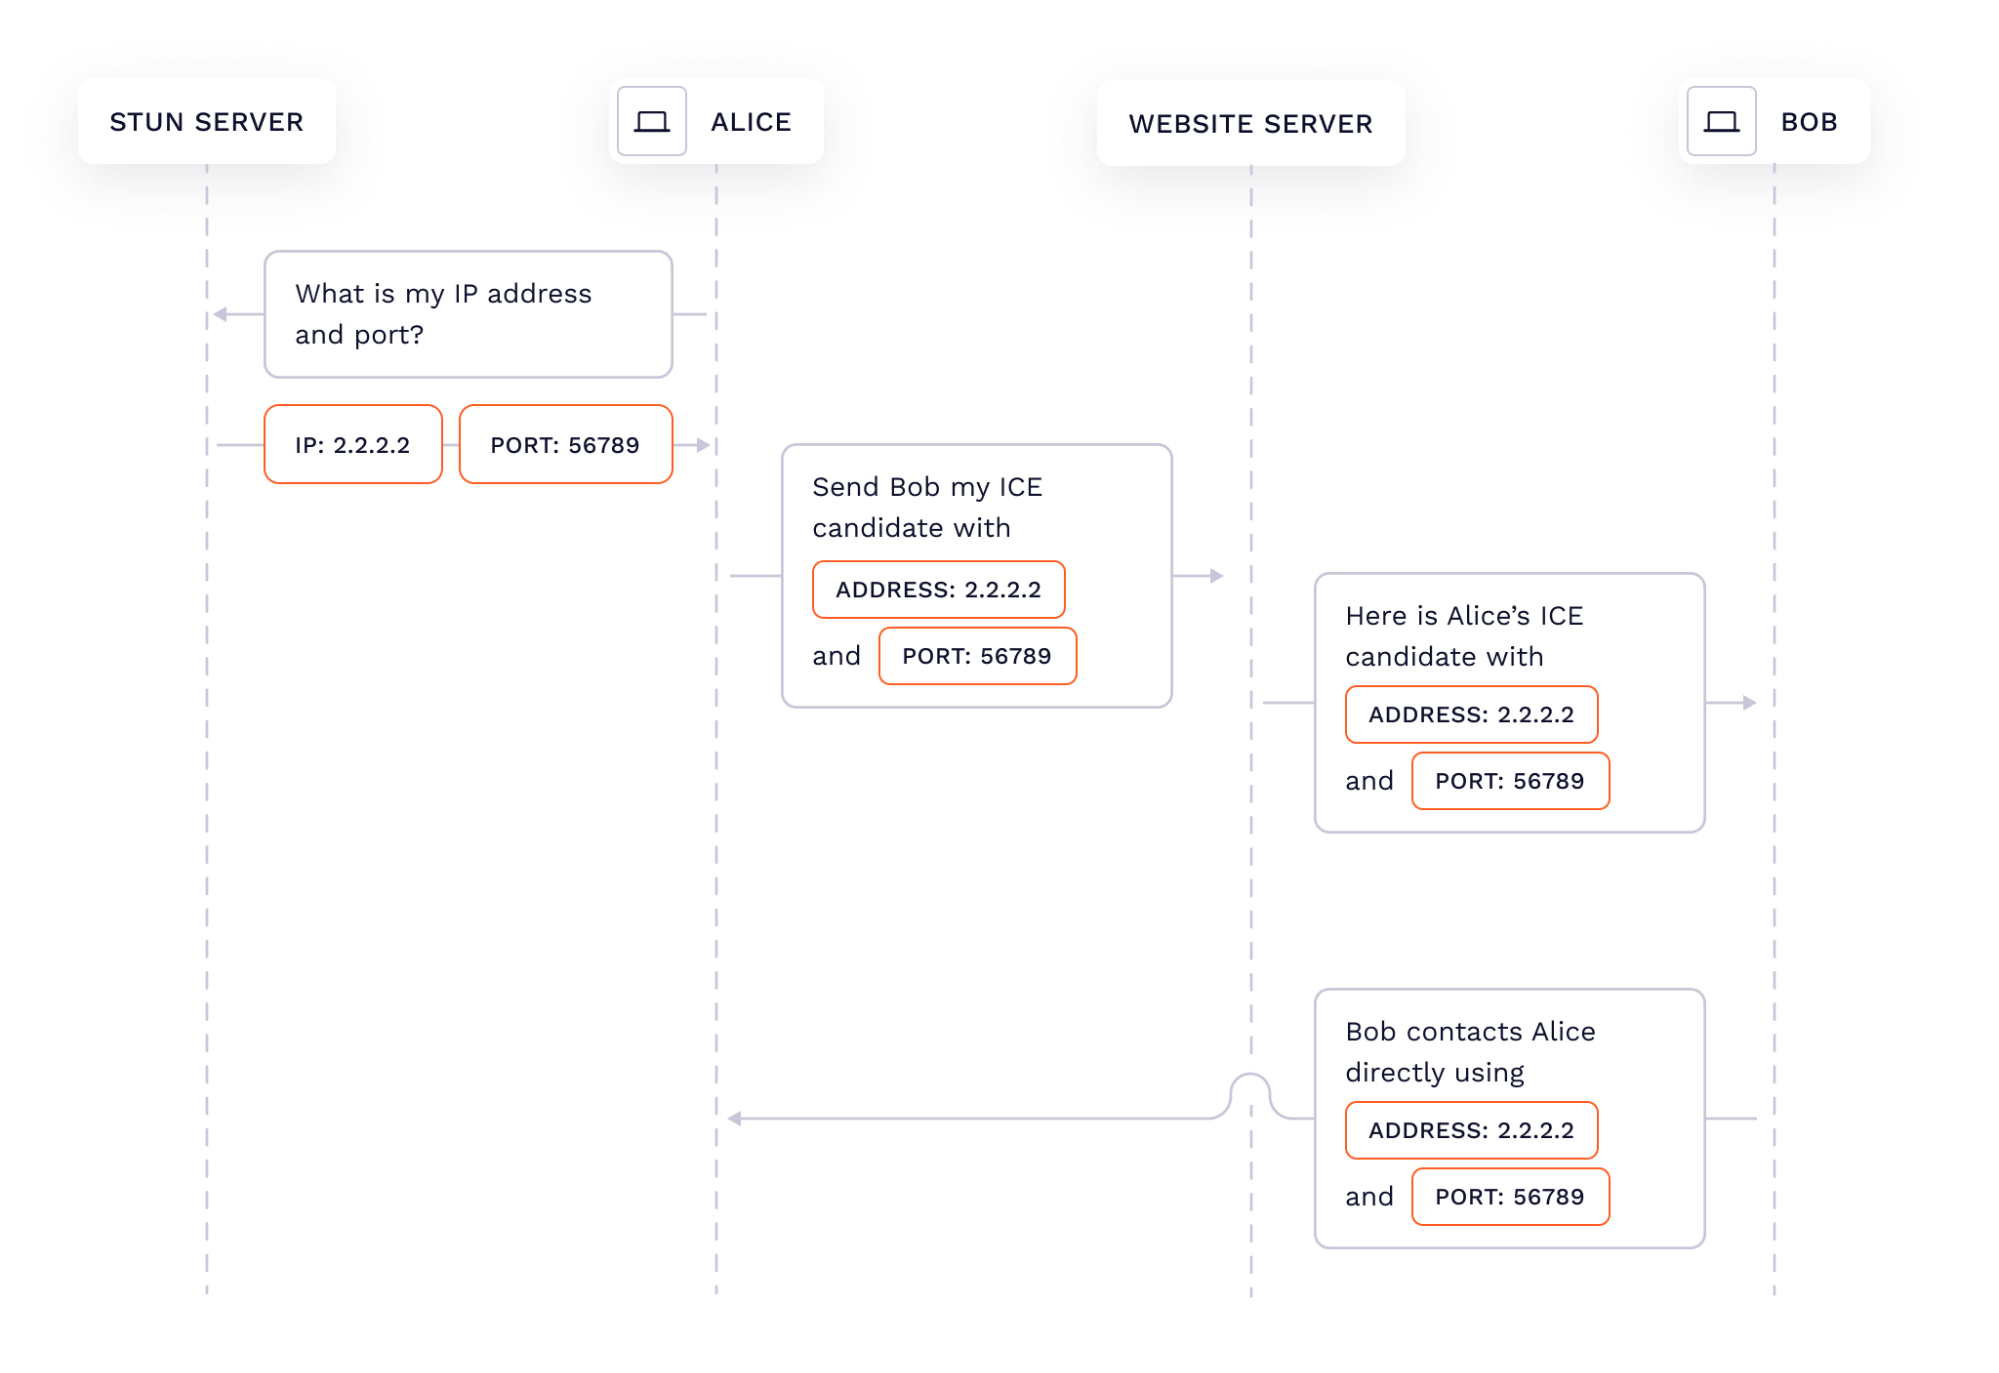 STUN SERVER
ALICE
WEBSITE SERVER
BOB
What is my IP address
and port?
IP: 2.2.2.2
PORT: 56789
Send Bob my ICE
candidate with
ADDRESS: 2.2.2.2
and PORT: 56789
Here is Alice’s ICE
candidate with
ADDRESS: 2.2.2.2
and PORT: 56789
Bob contacts Alice
directly using
ADDRESS: 2.2.2.2
and PORT: 56789